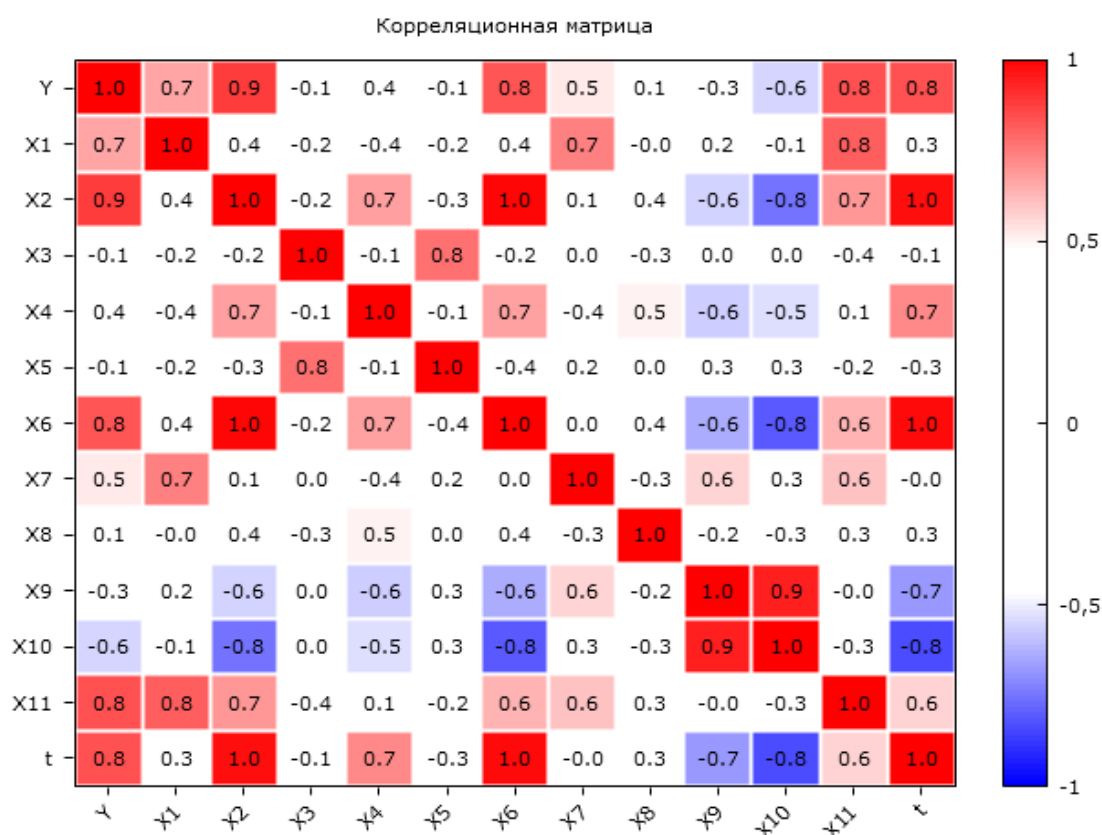 Корреляционная матрица
Y 1.0 0.7 0.9 -0.1 0.4 -0.1 0.8 0.5 0.1 -0.3 -0.6 0.8 0.8
X1 0.7 1.0 0.4 -0.2 -0.4 -0.2 0.4 0.7 -0.0 0.2 -0.1 0.8 0.3
X2 0.9 0.4 1.0 -0.2 0.7 -0.3 1.0 0.1 0.4 -0.6 -0.8 0.7 1.0
X3 -0.1 -0.2 -0.2 1.0 -0.1 0.8 -0.2 0.0 -0.3 0.0 0.0 -0.4 -0.1
X4 0.4 -0.4 0.7 -0.1 1.0 -0.1 0.7 -0.4 0.5 -0.6 -0.5 0.1 0.7
X5 -0.1 -0.2 -0.3 0.8 -0.1 1.0 -0.4 0.2 0.0 0.3 0.3 -0.2 -0.3
X6 0.8 0.4 1.0 -0.2 0.7 -0.4 1.0 0.0 0.4 -0.6 -0.8 0.6 1.0
X7 0.5 0.7 0.1 0.0 -0.4 0.2 0.0 1.0 -0.3 0.6 0.3 0.6 -0.0
X8 0.1 -0.0 0.4 -0.3 0.5 0.0 0.4 -0.3 1.0 -0.2 -0.3 0.3 0.3
X9 -0.3 0.2 -0.6 0.0 -0.6 0.3 -0.6 0.6 -0.2 1.0 0.9 -0.0 -0.7
X10 -0.6 -0.1 -0.8 0.0 -0.5 0.3 -0.8 0.3 -0.3 0.9 1.0 -0.3 -0.8
X11 0.8 0.8 0.7 -0.4 0.1 -0.2 0.6 0.6 0.3 -0.0 -0.3 1.0 0.6
t 0.8 0.3 1.0 -0.1 0.7 -0.3 1.0 -0.0 0.3 -0.7 -0.8 0.6 1.0
Y X1 X2 X3 X4 X5 X6 X7 X8 X9 X10 X11 t
1
0,5
0
-0,5
-1